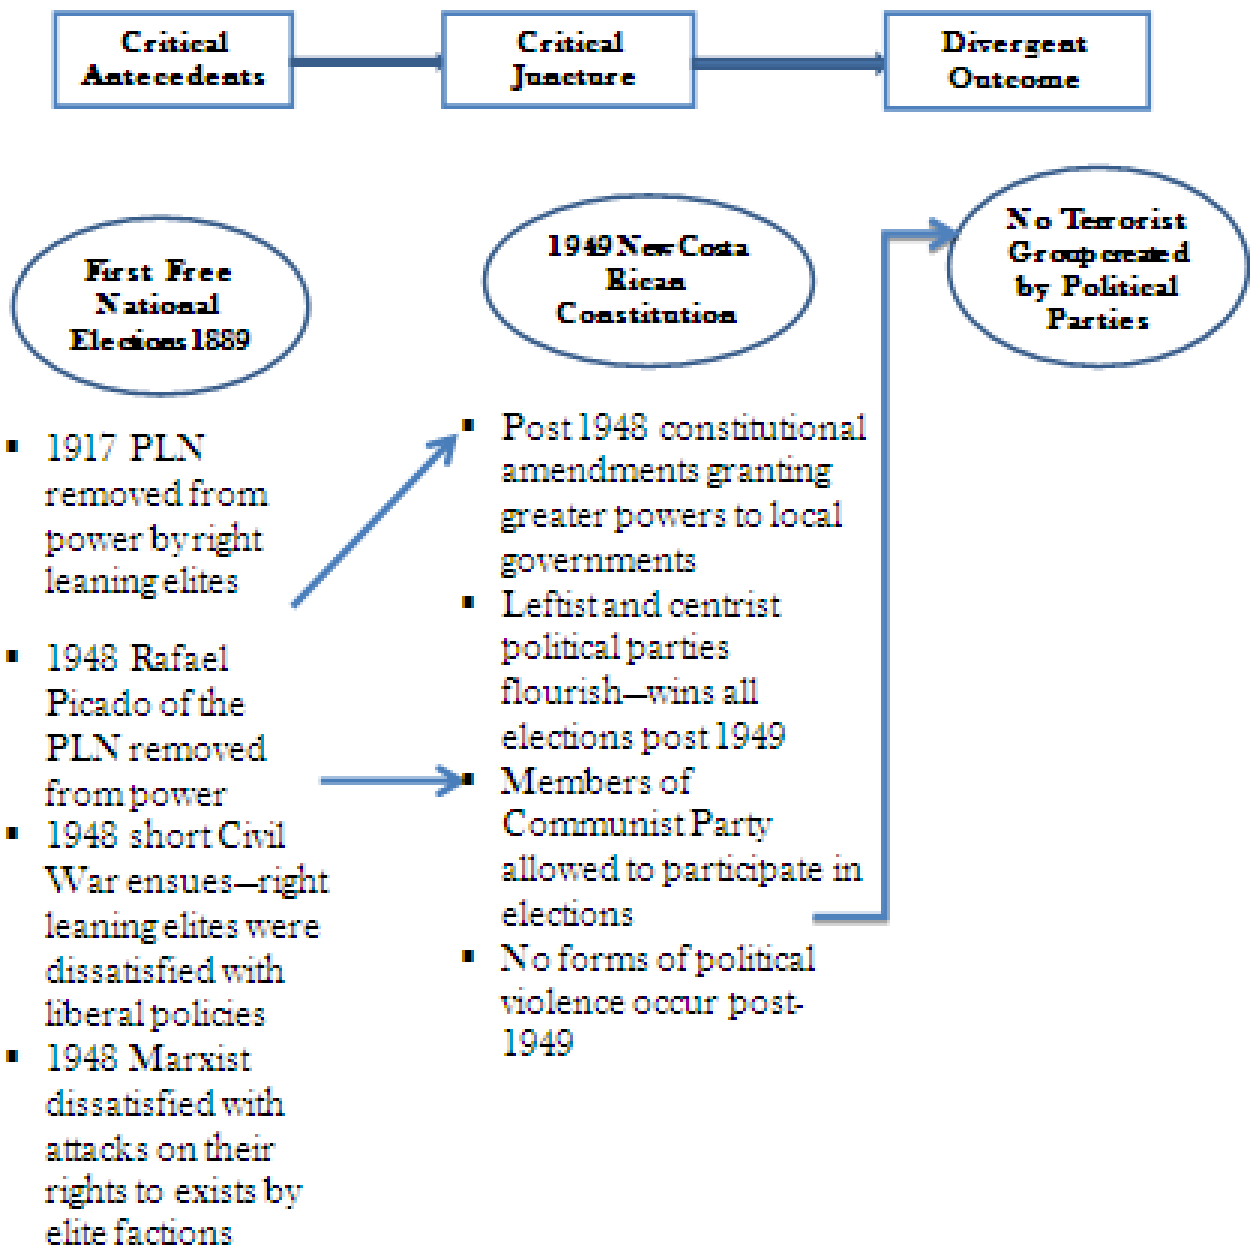 Critical
Antecedents
Critical
Juncture
Divergent
Outcome
First Free
National
Elections 1889
1949 New Costa
Rican
Constitution
No Terrorist
Group created
by Political
Parties
▪ 1917 PLN
removed from
power by right
leaning elites
▪ 1948 Rafael
Picado of the
PLN removed
from power
▪ 1948 short Civil
War ensues—right
leaning elites were
dissatisfied with
liberal policies
▪ 1948 Marxist
dissatisfied with
attacks on their
rights to exists by
elite factions
▪ Post 1948 constitutional
amendments granting
greater powers to local
governments
▪ Leftist and centrist
political parties
flourish—wins all
elections post 1949
▪ Members of
Communist Party
allowed to participate in
elections
▪ No forms of political
violence occur post-
1949